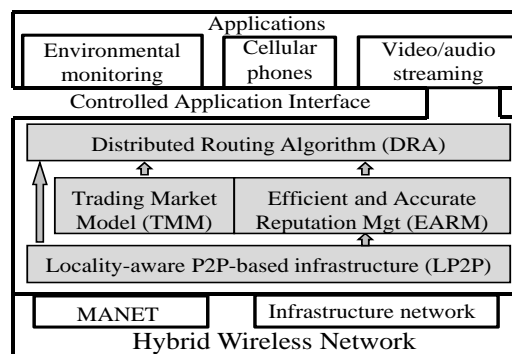 Applications
Environmental
monitoring
Cellular
phones
Video/audio
streaming
Controlled Application Interface
Distributed Routing Algorithm (DRA)
Trading Market
Model (TMM)
Efficient and Accurate
Reputation Mgt (EARM)
Locality-aware P2P-based infrastructure (LP2P)
MANET
Infrastructure network
Hybrid Wireless Network